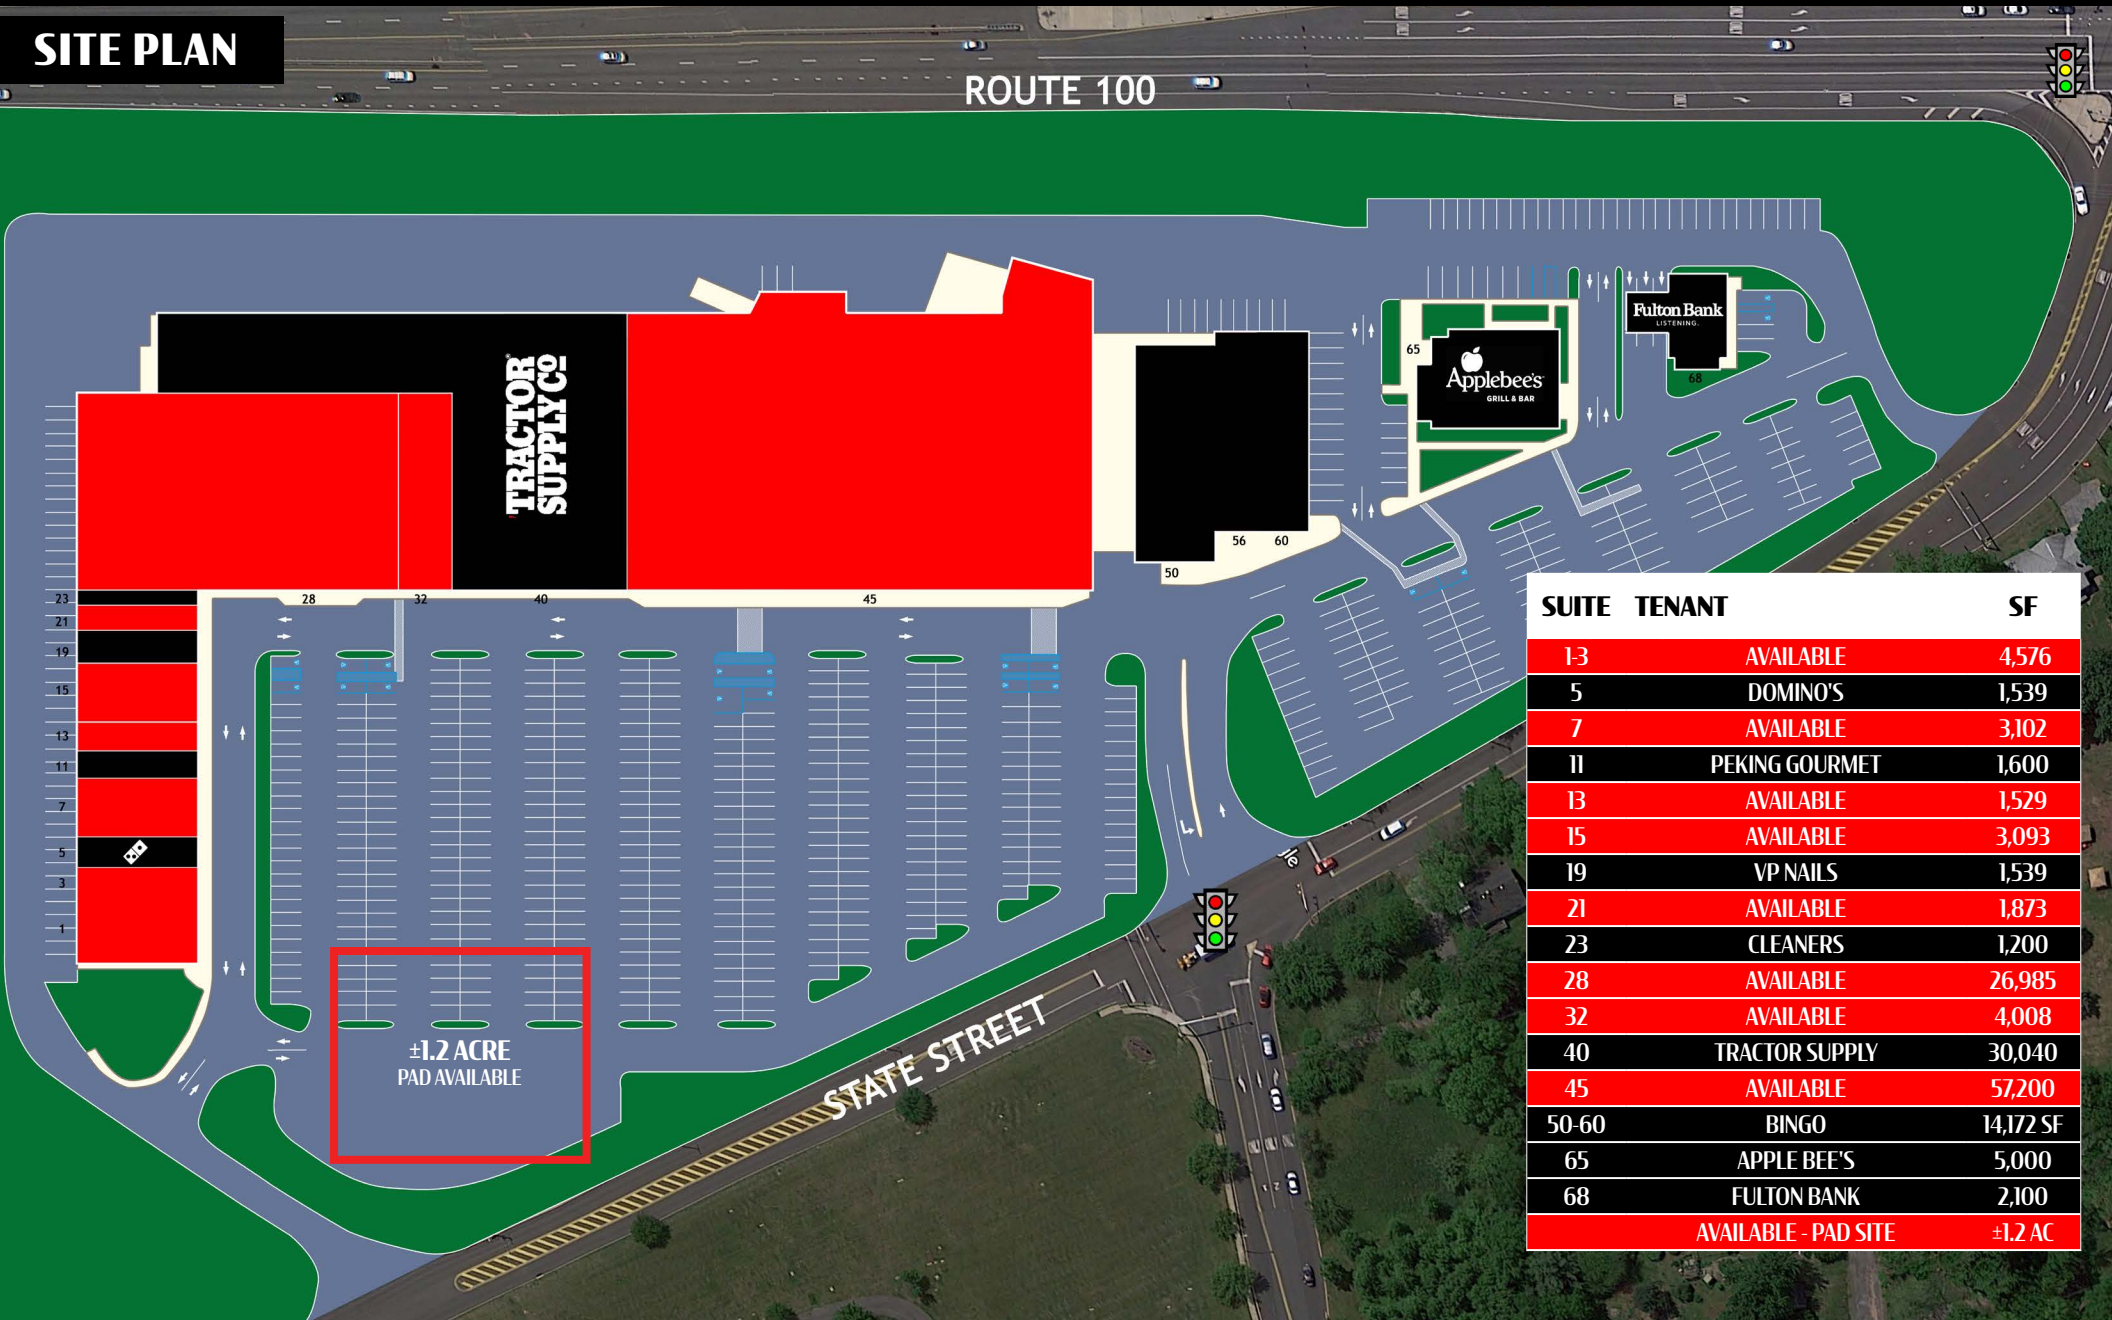 SITE PLAN
ROUTE 100
TRACTOR
SUPPLY CO
Fulton Bank
LISTENING.
68
65
Applebee's
GRILL & BAR
56 60
50
28 32 40 45
23
21
19
15
13
11
7
5
3
1
±1.2 ACRE
PAD AVAILABLE
STATE STREET
SUITE TENANT SF
1-3 AVAILABLE 4,576
5 DOMINO'S 1,539
7 AVAILABLE 3,102
11 PEKING GOURMET 1,600
13 AVAILABLE 1,529
15 AVAILABLE 3,093
19 VP NAILS 1,539
21 AVAILABLE 1,873
23 CLEANERS 1,200
28 AVAILABLE 26,985
32 AVAILABLE 4,008
40 TRACTOR SUPPLY 30,040
45 AVAILABLE 57,200
50-60 BINGO 14,172 SF
65 APPLE BEE'S 5,000
68 FULTON BANK 2,100
AVAILABLE - PAD SITE ±1.2 AC